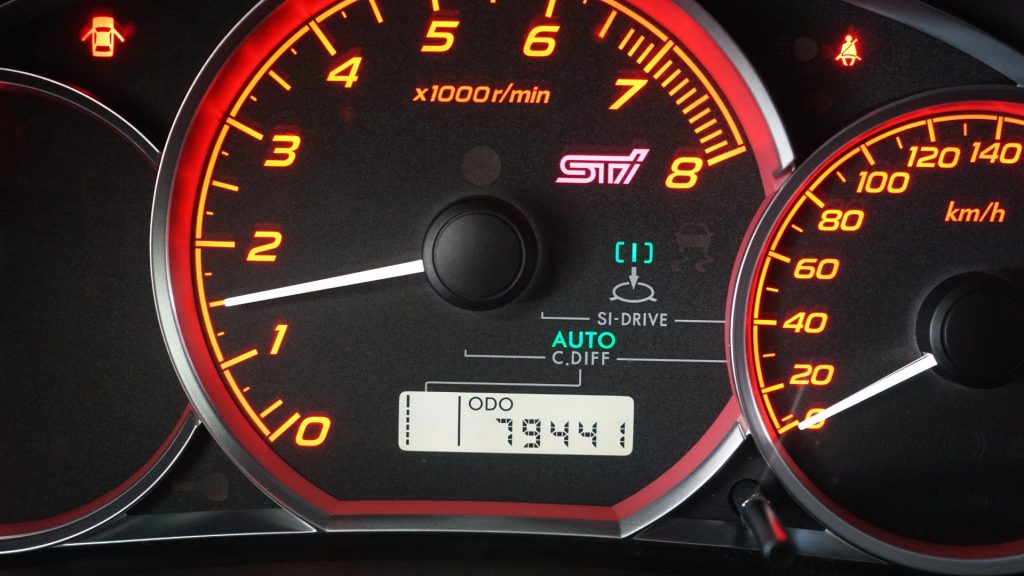 5 6
4 7
x1000r/min
3
STi 8
120 140
100
km/h
80
2
[I]
60
SI-DRIVE
40
1
AUTO
C.DIFF
20
0
ODO
79441
0